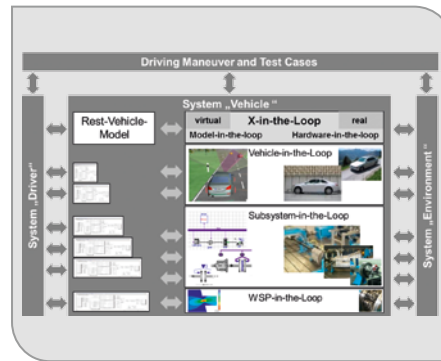 Driving Maneuver and Test Cases
System „Driver“
System „Vehicle “
Rest-Vehicle-
Model
virtual X-in-the-Loop real
Model-in-the-loop Hardware-in-the-loop
Vehicle-in-the-Loop
Subsystem-in-the-Loop
WSP-in-the-Loop
System „Environment“